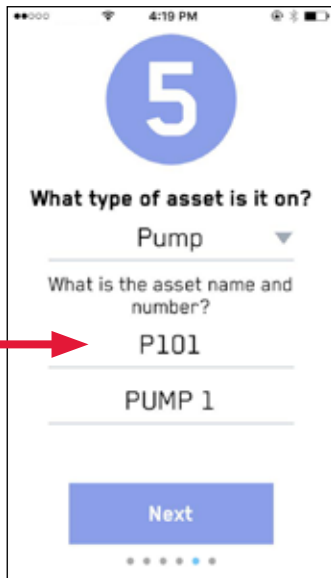 4:19 PM
5
What type of asset is it on?
Pump
What is the asset name and
number?
P101
PUMP 1
Next